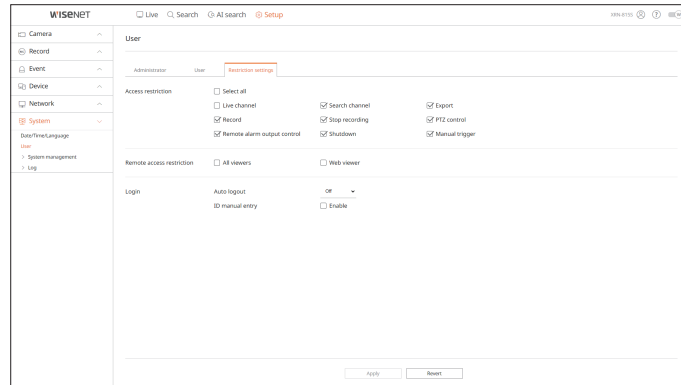 WISENET
Live Search AI search Setup
Camera
Record
Event
Device
Network
System
Date/Time/Language
User
System management
Log
User
Administrator User Restriction settings
Access restriction Select all
Live channel Search channel Export
Record Stop recording PTZ control
Remote alarm output control Shutdown Manual trigger
Remote access restriction All viewers Web viewer
Login Auto logout Off
ID manual entry Enable
Apply Revert